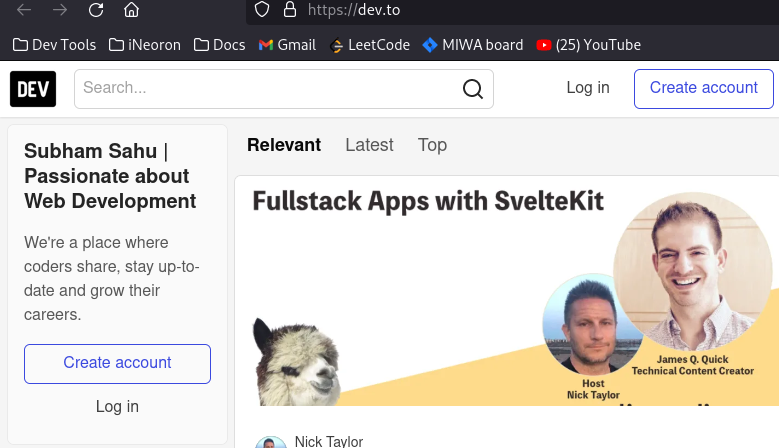 https://dev.to
Dev Tools iNeoron Docs Gmail LeetCode MIWA board (25) YouTube
DEV Search... Log in Create account
Subham Sahu |
Passionate about
Web Development
We're a place where
coders share, stay up-to-
date and grow their
careers.
Create account
Log in
Relevant Latest Top
Fullstack Apps with SvelteKit
James Q. Quick
Technical Content Creator
Host
Nick Taylor
Nick Taylor